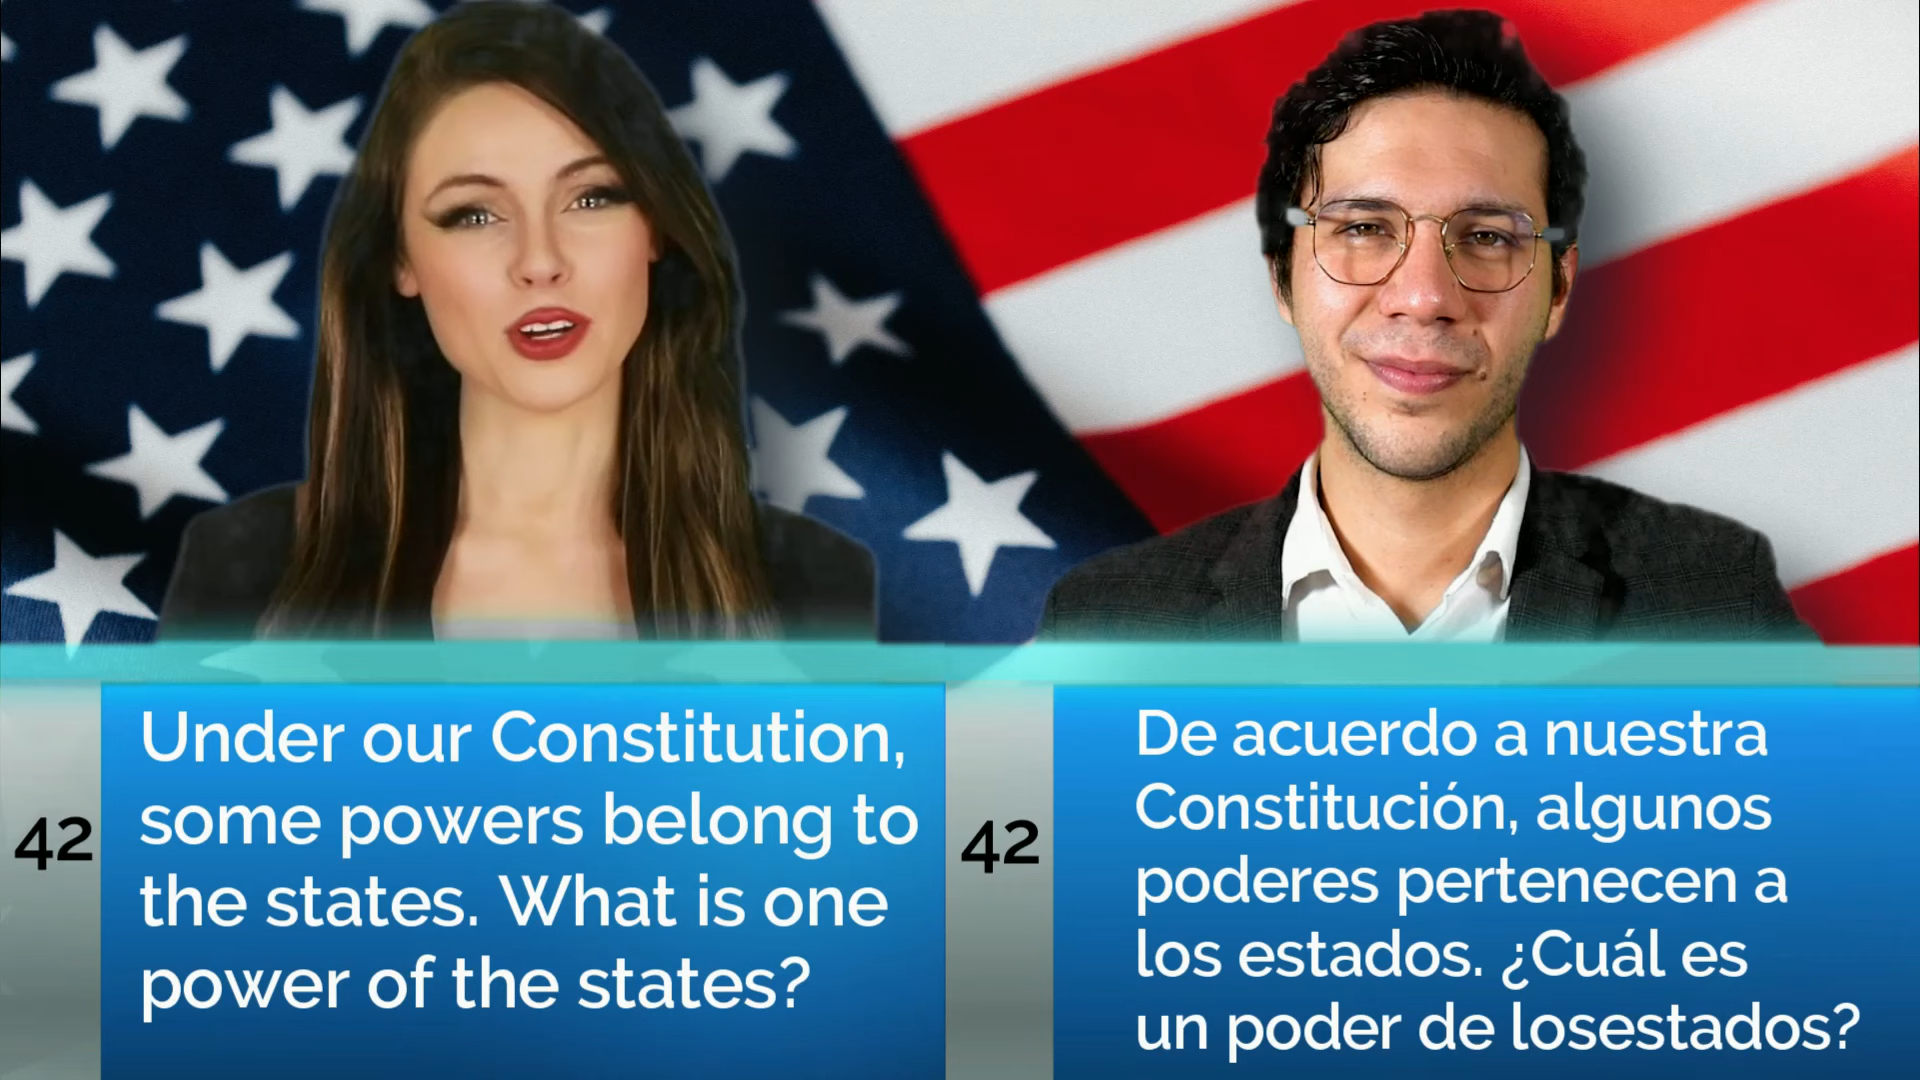 42
Under our Constitution,
some powers belong to
the states. What is one
power of the states?
42
De acuerdo a nuestra
Constitución, algunos
poderes pertenecen a
los estados. ¿Cuál es
un poder de losestados?